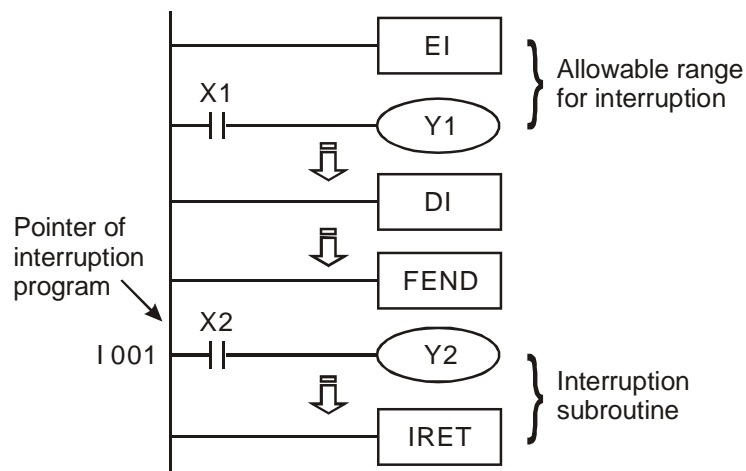 EI
Allowable range
for interruption
X1
Y1
DI
Pointer of
interruption
program
FEND
X2
I 001
Y2
Interruption
subroutine
IRET